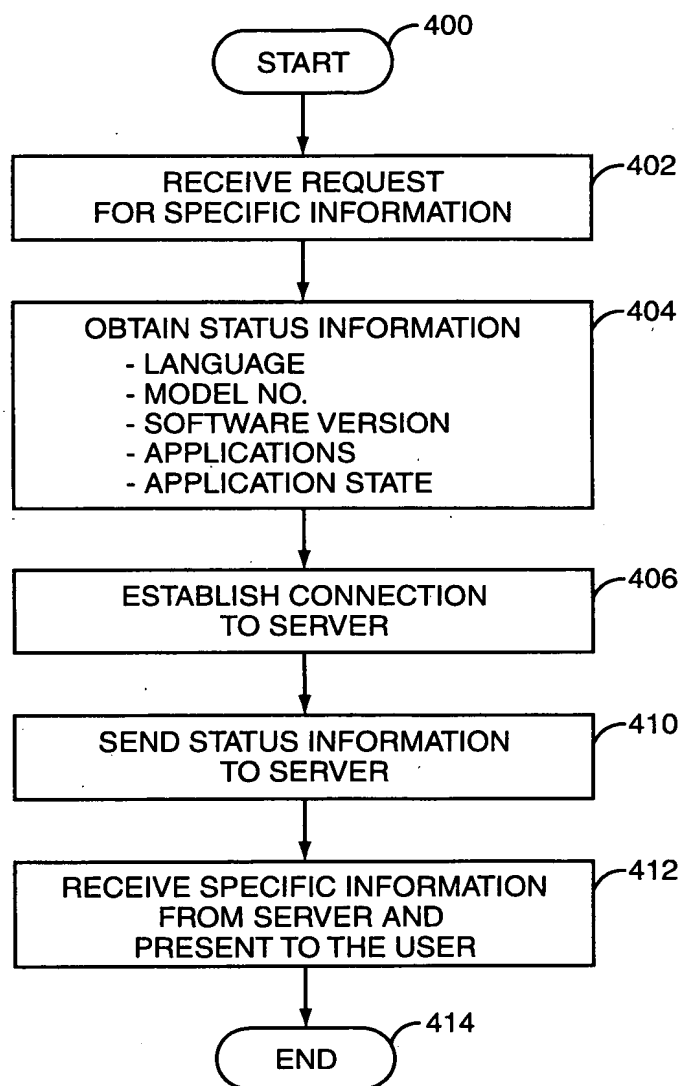 400
START
402
RECEIVE REQUEST
FOR SPECIFIC INFORMATION
404
OBTAIN STATUS INFORMATION
- LANGUAGE
- MODEL NO.
- SOFTWARE VERSION
- APPLICATIONS
- APPLICATION STATE
406
ESTABLISH CONNECTION
TO SERVER
410
SEND STATUS INFORMATION
TO SERVER
412
RECEIVE SPECIFIC INFORMATION
FROM SERVER AND
PRESENT TO THE USER
414
END